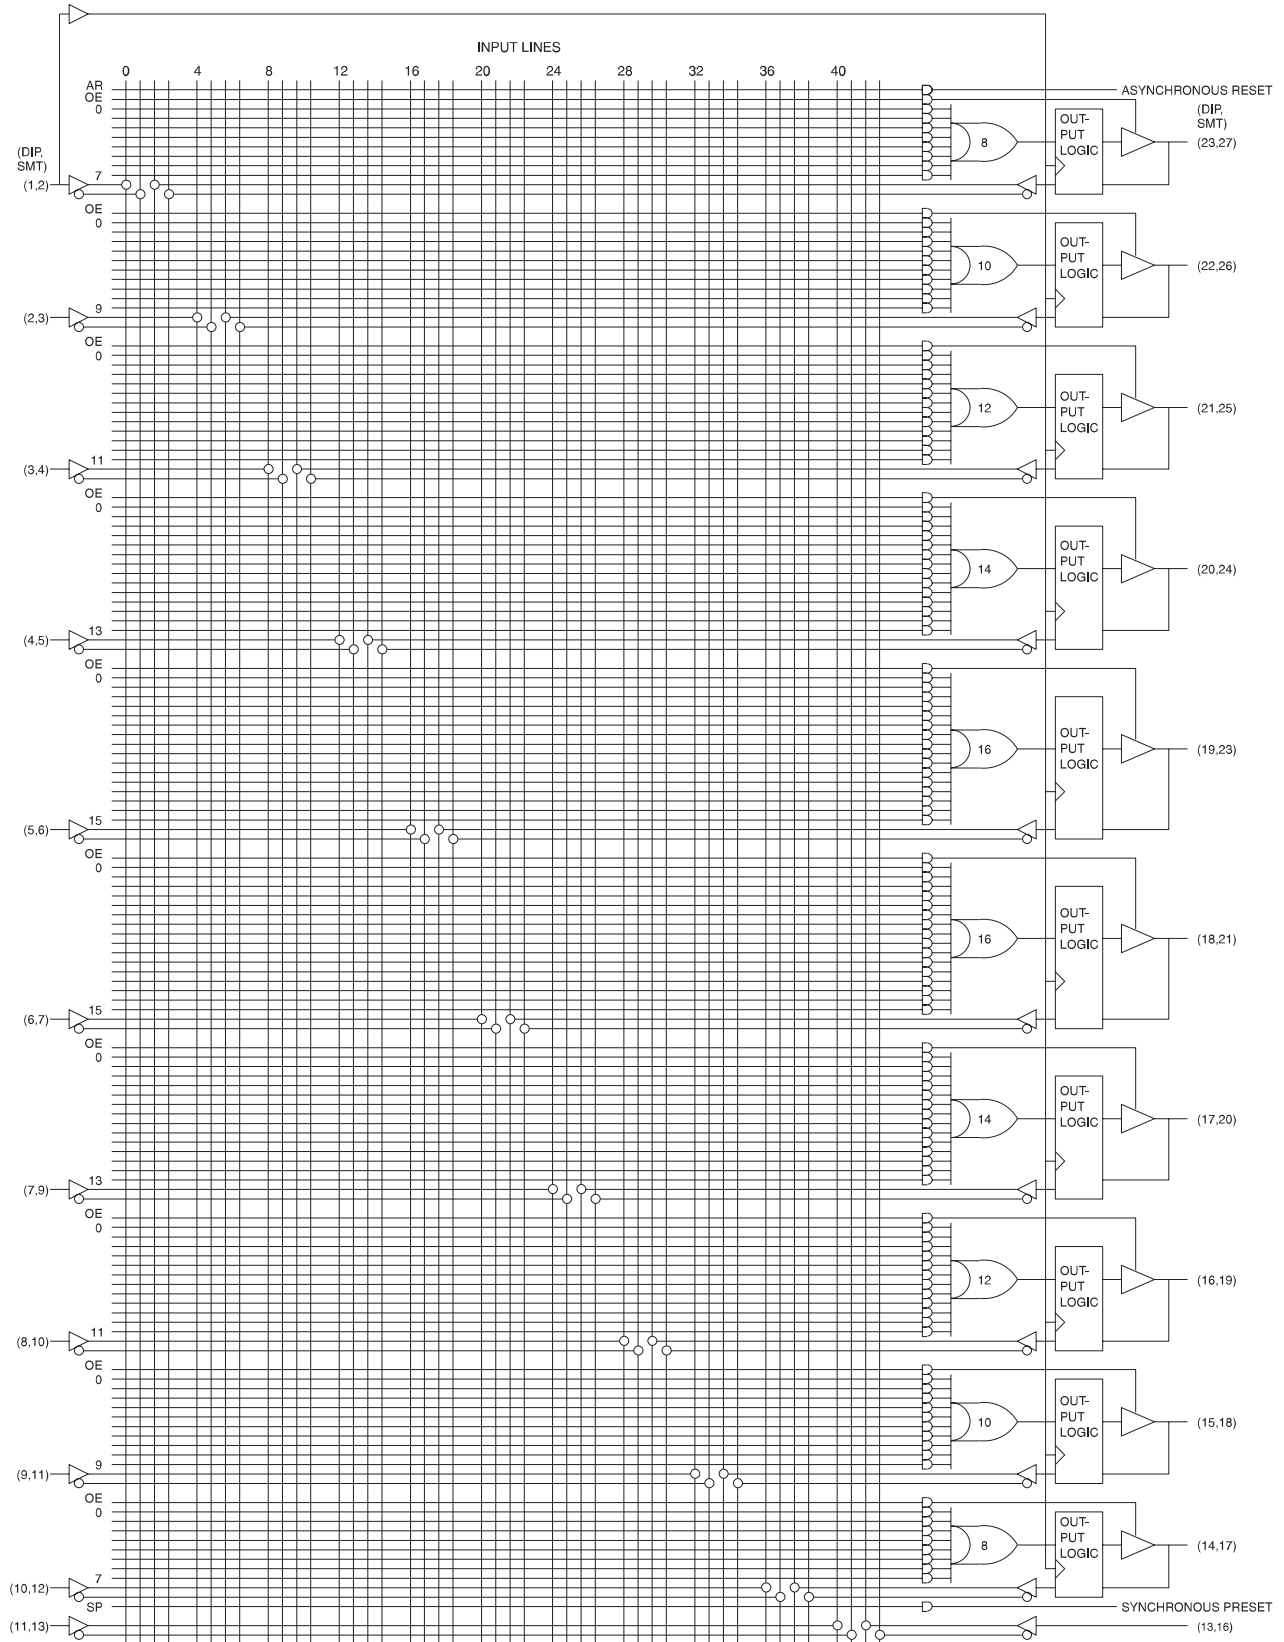 INPUT LINES
0 4 8 12 16 20 24 28 32 36 40
AR
ASYNCHRONOUS RESET
OE
0
(DIP,
SMT)
OUT-
PUT
LOGIC
8
(23,27)
(DIP,
SMT)
7
(1,2)
OE
0
OUT-
PUT
LOGIC
10
(22,26)
9
(2,3)
OE
0
OUT-
PUT
LOGIC
12
(21,25)
11
(3,4)
OE
0
OUT-
PUT
LOGIC
14
(20,24)
13
(4,5)
OE
0
OUT-
PUT
LOGIC
16
(19,23)
15
(5,6)
OE
0
OUT-
PUT
LOGIC
16
(18,21)
15
(6,7)
OE
0
OUT-
PUT
LOGIC
14
(17,20)
13
(7,9)
OE
0
OUT-
PUT
LOGIC
12
(16,19)
11
(8,10)
OE
0
OUT-
PUT
LOGIC
10
(15,18)
9
(9,11)
OE
0
OUT-
PUT
LOGIC
8
(14,17)
7
(10,12)
SP
SYNCHRONOUS PRESET
(11,13)
(13,16)